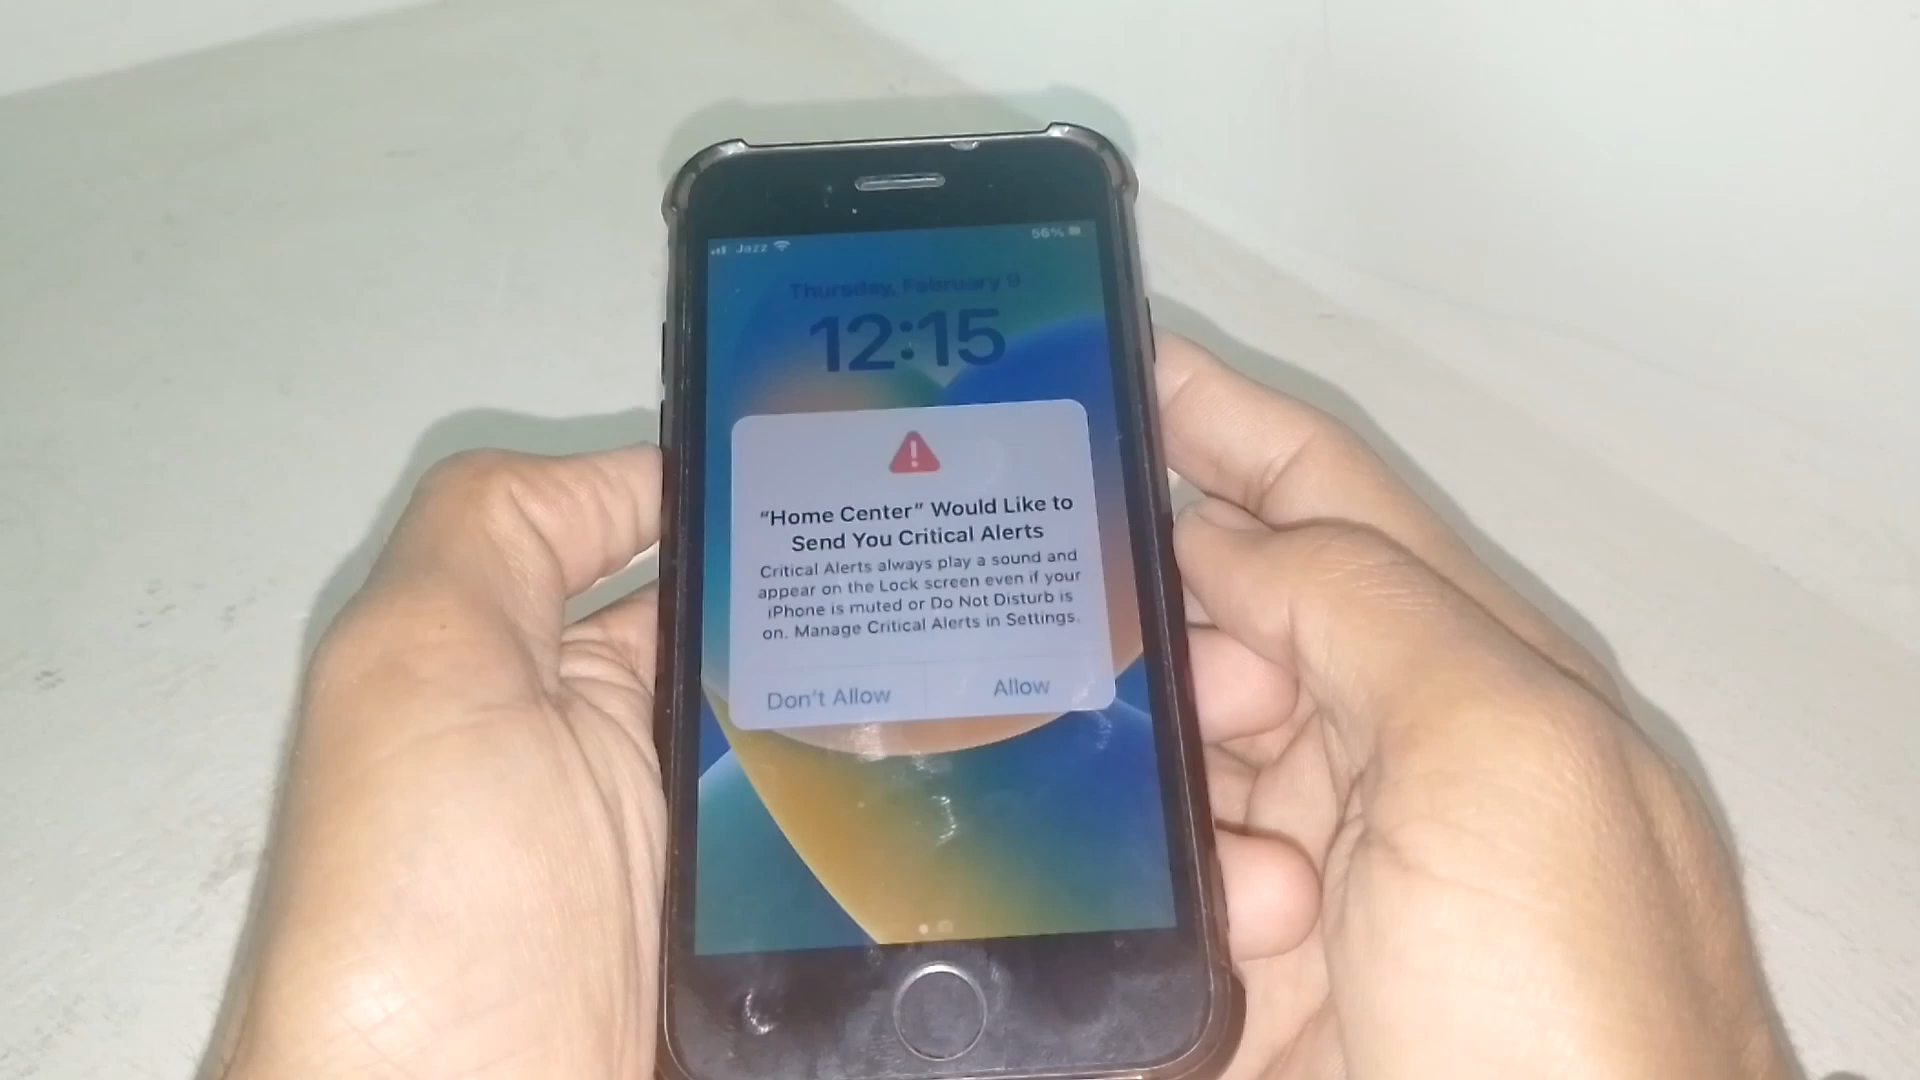 Jazz 56%
Thursday, February 9
12:15
“Home Center” Would Like to
Send You Critical Alerts
Critical Alerts always play a sound and
appear on the Lock screen even if your
iPhone is muted or Do Not Disturb is
on. Manage Critical Alerts in Settings.
Don’t Allow Allow